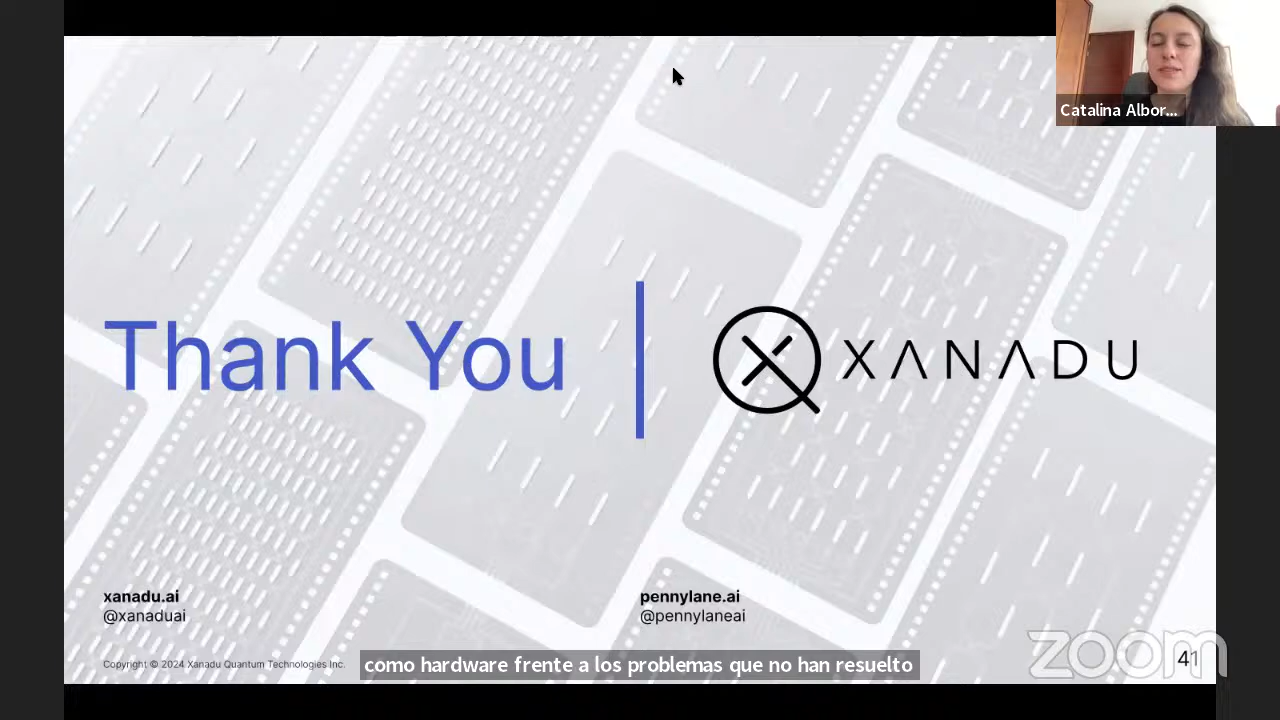 Catalina Albor...
Thank You
XANADU
xanadu.ai
@xanaduai
pennylane.ai
@pennylaneai
Copyright © 2024 Xanadu Quantum Technologies Inc.
como hardware frente a los problemas que no han resuelto
zoom
41